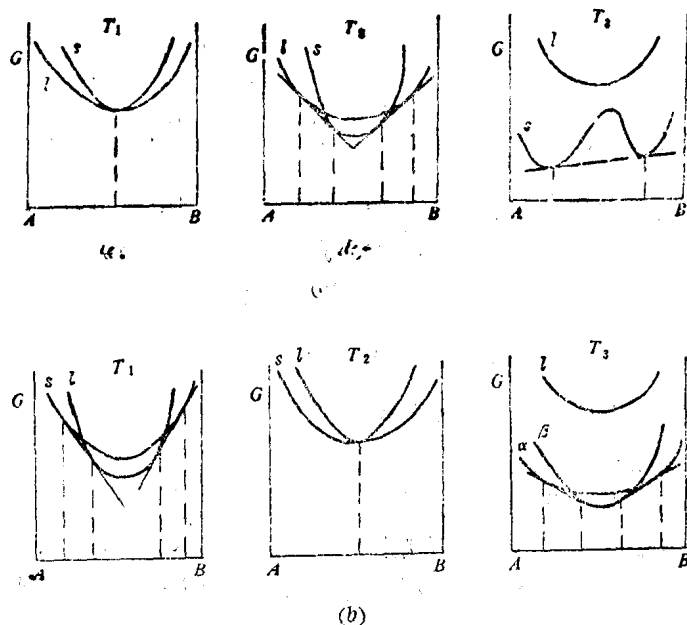 T₁ T₃ T₂
G l s
G l s
G l s
A B
A B
A B
T₁ T₂ T₃
G s l
G s l
G l α β
A B
A B
A B
(b)